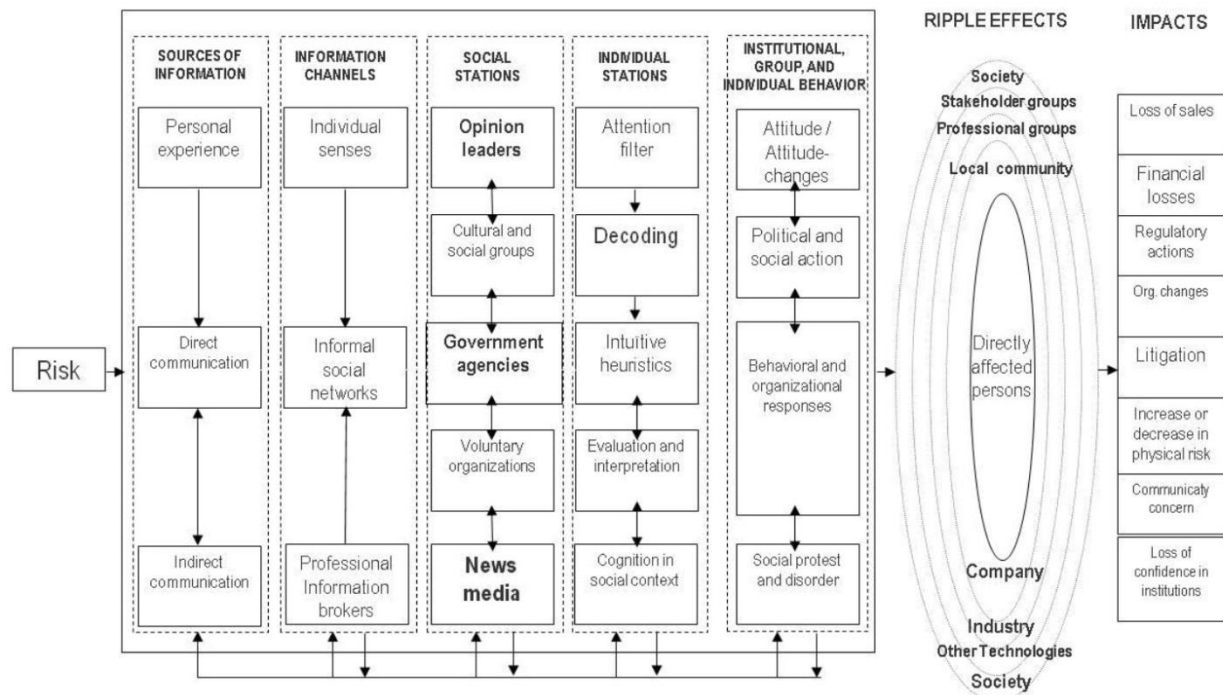 RIPPLE EFFECTS
IMPACTS
SOURCES OF
INFORMATION
INFORMATION
CHANNELS
SOCIAL
STATIONS
INDIVIDUAL
STATIONS
INSTITUTIONAL,
GROUP, AND
INDIVIDUAL BEHAVIOR
Risk
Personal
experience
Direct
communication
Indirect
communication
Individual
senses
Informal
social
networks
Professional
Information
brokers
Opinion
leaders
Cultural and
social groups
Government
agencies
Voluntary
organizations
News
media
Attention
filter
Decoding
Intuitive
heuristics
Evaluation and
interpretation
Cognition in
social context
Attitude /
Attitude-
changes
Political and
social action
Behavioral and
organizational
responses
Social protest
and disorder
Society
Stakeholder groups
Professional groups
Local community
Directly
affected
persons
Company
Industry
Other Technologies
Society
Loss of sales
Financial
losses
Regulatory
actions
Org. changes
Litigation
Increase or
decrease in
physical risk
Communicaty
concern
Loss of
confidence in
institutions